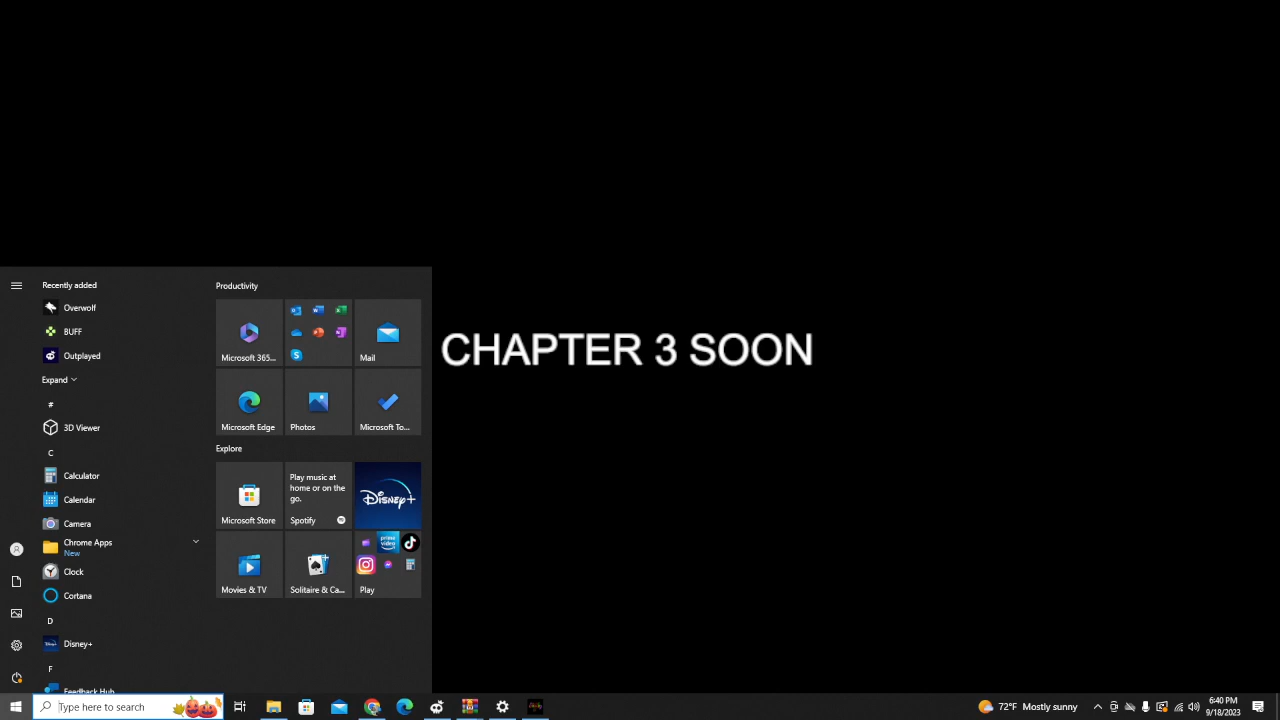 Recently added
Overwolf
BUFF
Outplayed
Expand
#
3D Viewer
C
Calculator
Calendar
Camera
Chrome Apps
New
Clock
Cortana
D
Disney+
F
Feedback Hub
Productivity
Microsoft 365...
Mail
Microsoft Edge
Photos
Microsoft To...
Explore
Microsoft Store
Play music at
home or on the
go.
Spotify
Disney+
Movies & TV
Solitaire & Ca...
prime video
Play
CHAPTER 3 SOON
Type here to search
72°F Mostly sunny
6:40 PM
9/18/2023